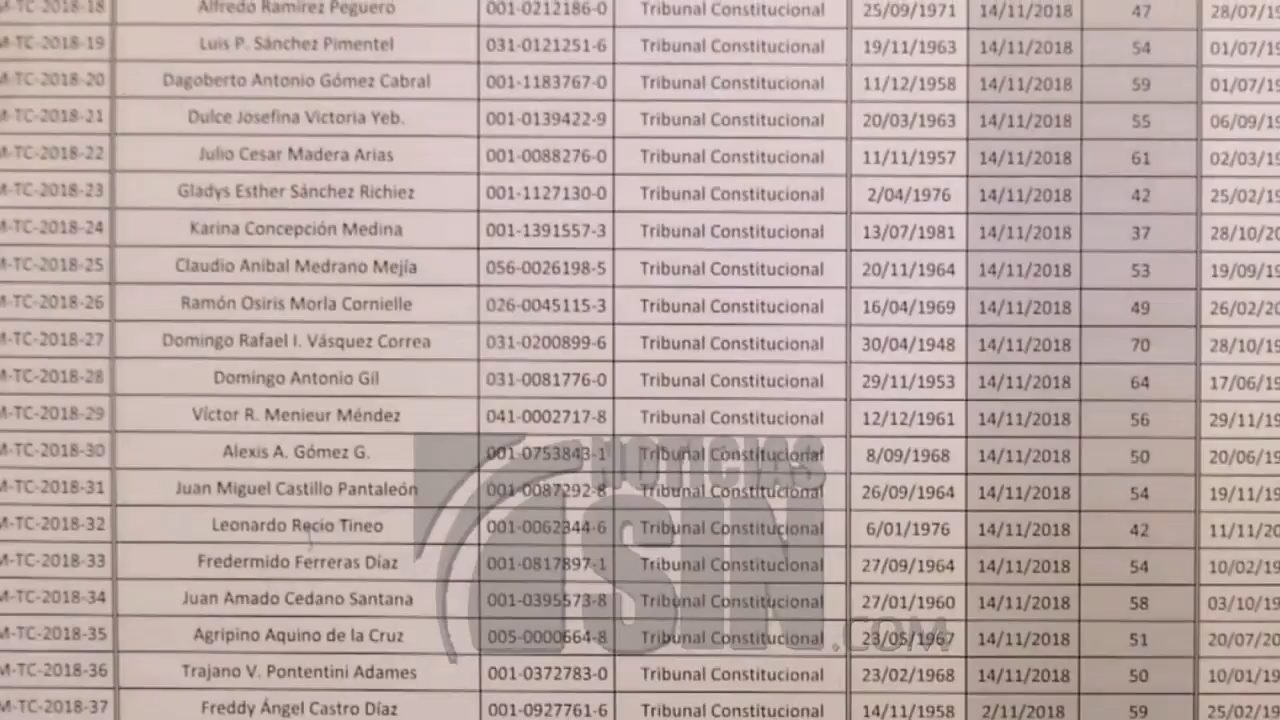 M-TC-2018-18 Alfredo Ramírez Peguero 001-0212186-0 Tribunal Constitucional 25/09/1971 14/11/2018 47 28/07/19
M-TC-2018-19 Luis P. Sánchez Pimentel 031-0121251-6 Tribunal Constitucional 19/11/1963 14/11/2018 54 01/07/19
M-TC-2018-20 Dagoberto Antonio Gómez Cabral 001-1183767-0 Tribunal Constitucional 11/12/1958 14/11/2018 59 01/07/19
M-TC-2018-21 Dulce Josefina Victoria Yeb. 001-0139422-9 Tribunal Constitucional 20/03/1963 14/11/2018 55 06/09/19
M-TC-2018-22 Julio Cesar Madera Arias 001-0088276-0 Tribunal Constitucional 11/11/1957 14/11/2018 61 02/03/19
M-TC-2018-23 Gladys Esther Sánchez Richiez 001-1127130-0 Tribunal Constitucional 2/04/1976 14/11/2018 42 25/02/19
M-TC-2018-24 Karina Concepción Medina 001-1391557-3 Tribunal Constitucional 13/07/1981 14/11/2018 37 28/10/20
M-TC-2018-25 Claudio Anibal Medrano Mejía 056-0026198-5 Tribunal Constitucional 20/11/1964 14/11/2018 53 19/09/19
M-TC-2018-26 Ramón Osiris Morla Cornielle 026-0045115-3 Tribunal Constitucional 16/04/1969 14/11/2018 49 26/02/20
M-TC-2018-27 Domingo Rafael I. Vásquez Correa 031-0200899-6 Tribunal Constitucional 30/04/1948 14/11/2018 70 28/10/19
M-TC-2018-28 Domingo Antonio Gil 031-0081776-0 Tribunal Constitucional 29/11/1953 14/11/2018 64 17/06/19
M-TC-2018-29 Víctor R. Menieur Méndez 041-0002717-8 Tribunal Constitucional 12/12/1961 14/11/2018 56 29/11/19
M-TC-2018-30 Alexis A. Gómez G. 001-0753843-1 Tribunal Constitucional 8/09/1968 14/11/2018 50 20/06/19
M-TC-2018-31 Juan Miguel Castillo Pantaleón 001-0087292-8 Tribunal Constitucional 26/09/1964 14/11/2018 54 19/11/19
M-TC-2018-32 Leonardo Recio Tineo 001-0062344-6 Tribunal Constitucional 6/01/1976 14/11/2018 42 11/11/20
M-TC-2018-33 Fredermido Ferreras Díaz 001-0817897-1 Tribunal Constitucional 27/09/1964 14/11/2018 54 10/02/19
M-TC-2018-34 Juan Amado Cedano Santana 001-0395573-8 Tribunal Constitucional 27/01/1960 14/11/2018 58 03/10/19
M-TC-2018-35 Agripino Aquino de la Cruz 005-0000664-8 Tribunal Constitucional 23/05/1967 14/11/2018 51 20/07/20
M-TC-2018-36 Trajano V. Pontentini Adames 001-0372783-0 Tribunal Constitucional 23/02/1968 14/11/2018 50 10/01/19
M-TC-2018-37 Freddy Ángel Castro Díaz 001-0927761-6 Tribunal Constitucional 14/11/1958 2/11/2018 59 25/02/19
NOTICIAS
SIN.COM